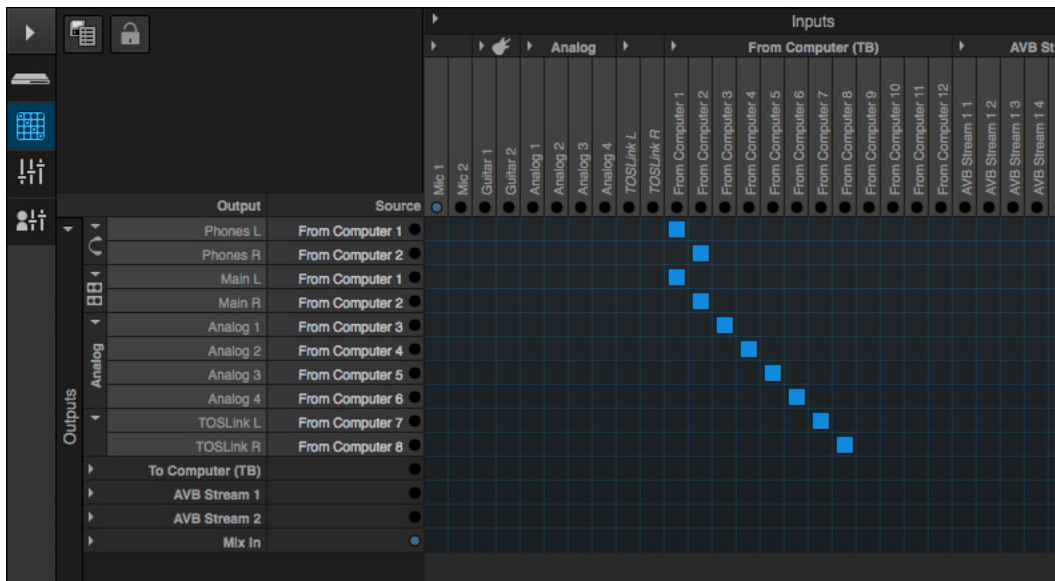 Inputs
Analog
From Computer (TB)
AVB St
Mic 1
Mic 2
Guitar 1
Guitar 2
Analog 1
Analog 2
Analog 3
Analog 4
TOSLink L
TOSLink R
From Computer 1
From Computer 2
From Computer 3
From Computer 4
From Computer 5
From Computer 6
From Computer 7
From Computer 8
From Computer 9
From Computer 10
From Computer 11
From Computer 12
AVB Stream 1 1
AVB Stream 1 2
AVB Stream 1 3
AVB Stream 1 4
Output Source
Outputs
Analog
Phones L From Computer 1
Phones R From Computer 2
Main L From Computer 1
Main R From Computer 2
Analog 1 From Computer 3
Analog 2 From Computer 4
Analog 3 From Computer 5
Analog 4 From Computer 6
TOSLink L From Computer 7
TOSLink R From Computer 8
To Computer (TB)
AVB Stream 1
AVB Stream 2
Mix In